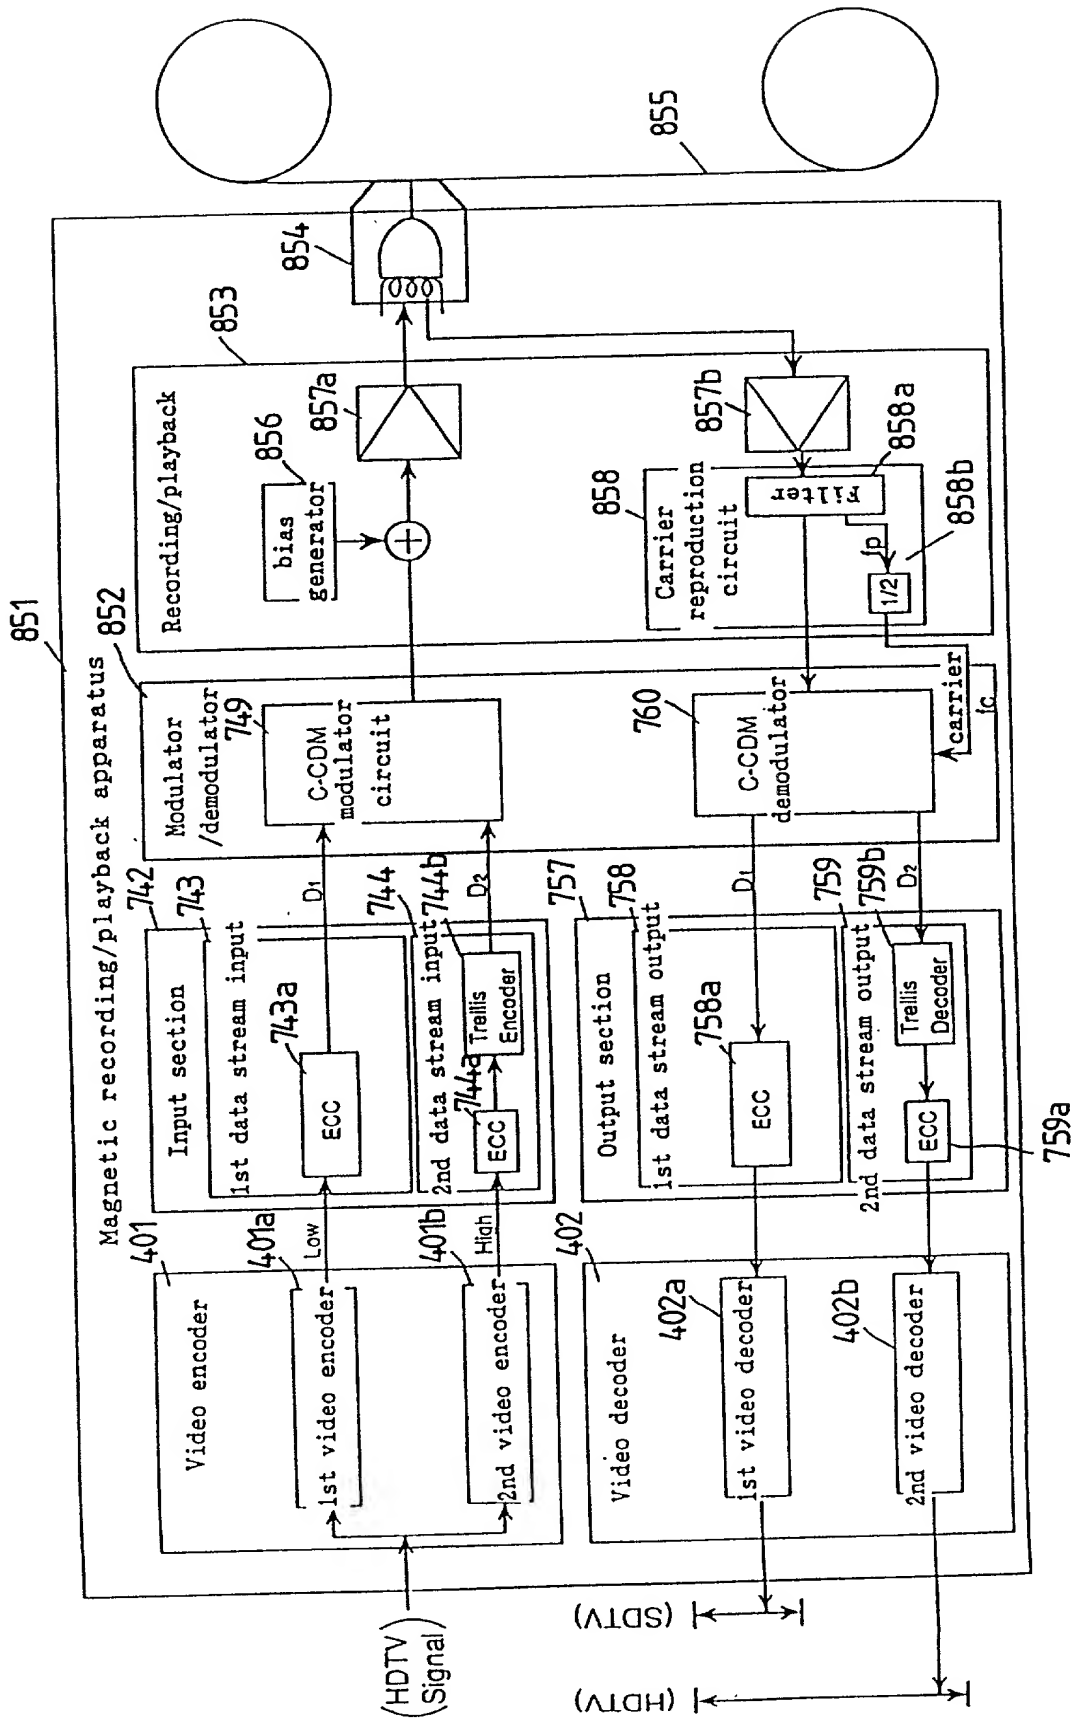 Magnetic recording/playback apparatus
851
(HDTV
Signal)
401
Video encoder
401a
1st video encoder
Low
401b
2nd video encoder
High
742
Input section
743
1st data stream input
743a
ECC
D1
744
2nd data stream input
744a
ECC
744b
Trellis
Encoder
D2
852
Modulator
/demodulator
749
C-CDM
modulator
circuit
853
Recording/playback
856
bias
generator
+
857a
854
855
857b
858
Carrier
reproduction
circuit
Filter
858a
fp
1/2
858b
carrier
fc
760
C-CDM
demodulator
D1
D2
757
Output section
758
1st data stream output
758a
ECC
759
2nd data stream output
759b
Trellis
Decoder
ECC
759a
402
Video decoder
402a
1st video decoder
402b
2nd video decoder
(SDTV)
(HDTV)